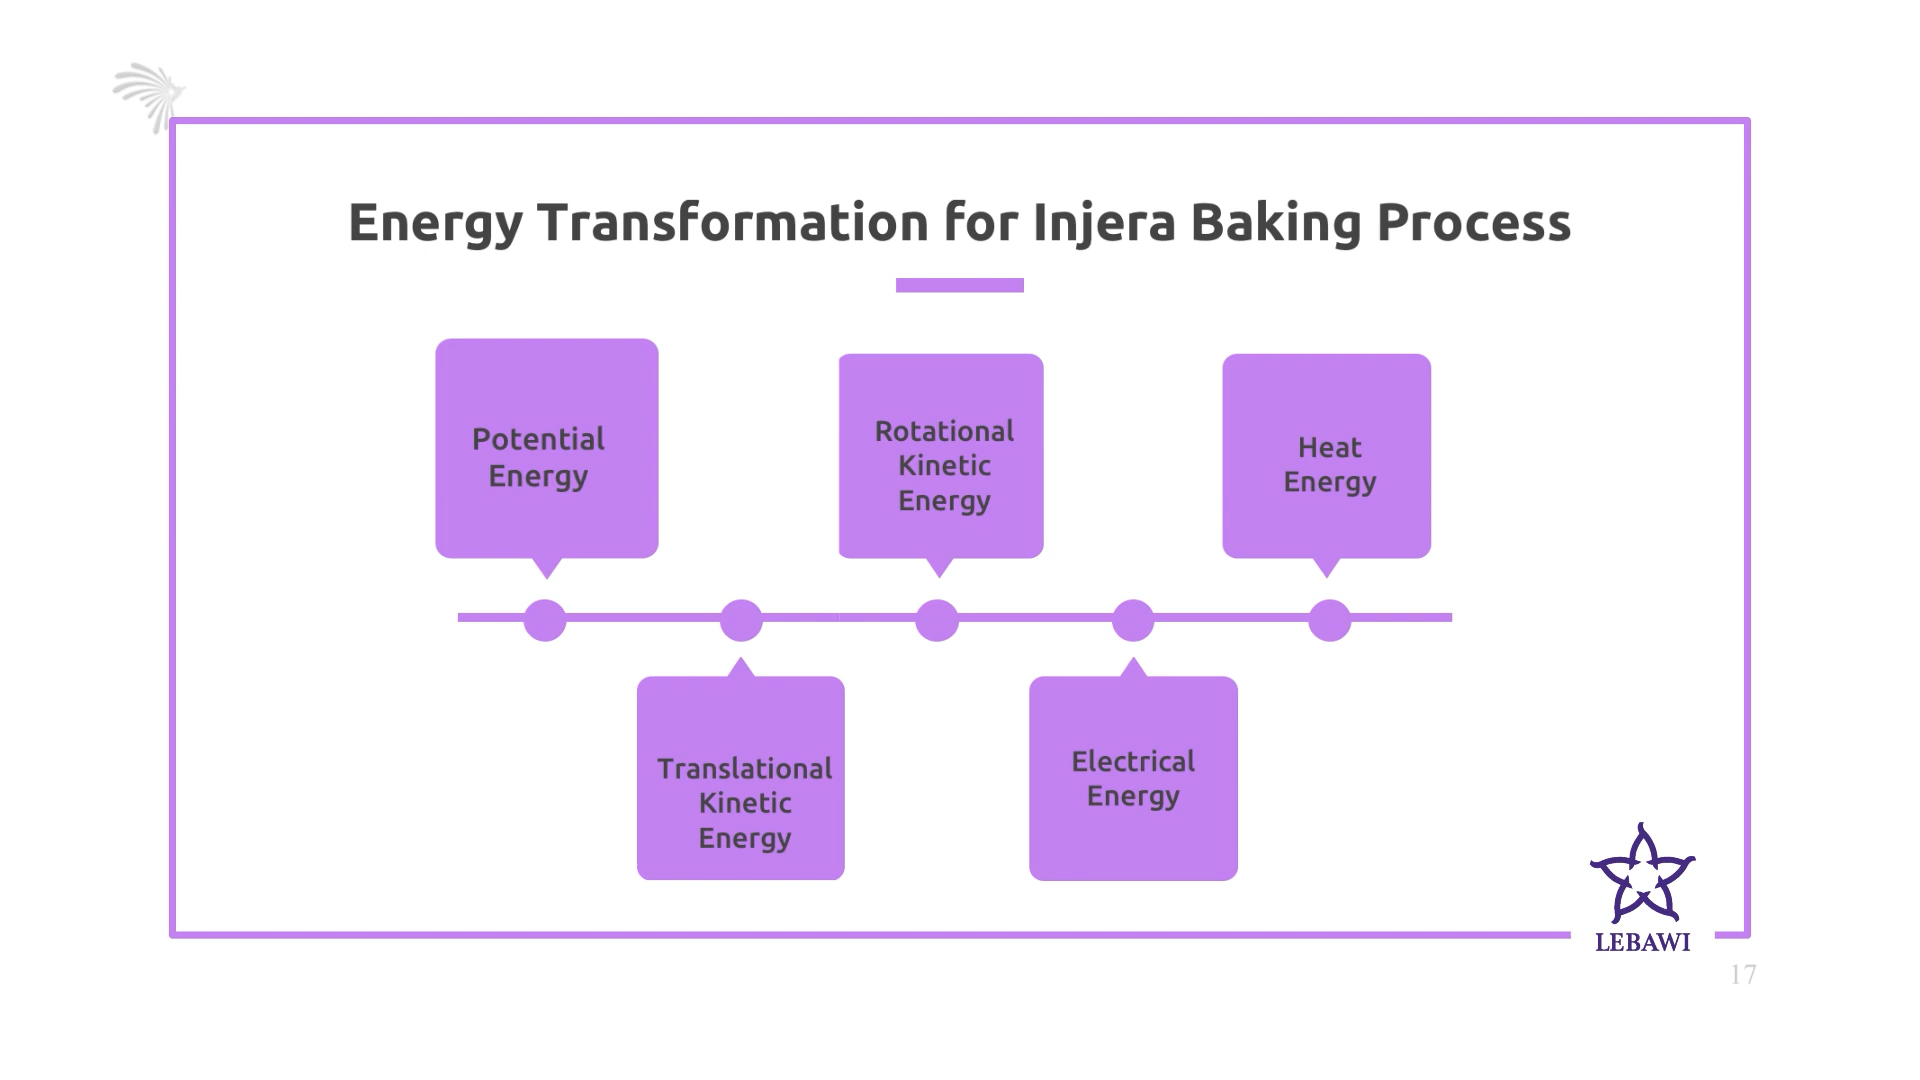 Energy Transformation for Injera Baking Process
Potential
Energy
Translational
Kinetic
Energy
Rotational
Kinetic
Energy
Electrical
Energy
Heat
Energy
LEBAWI
17